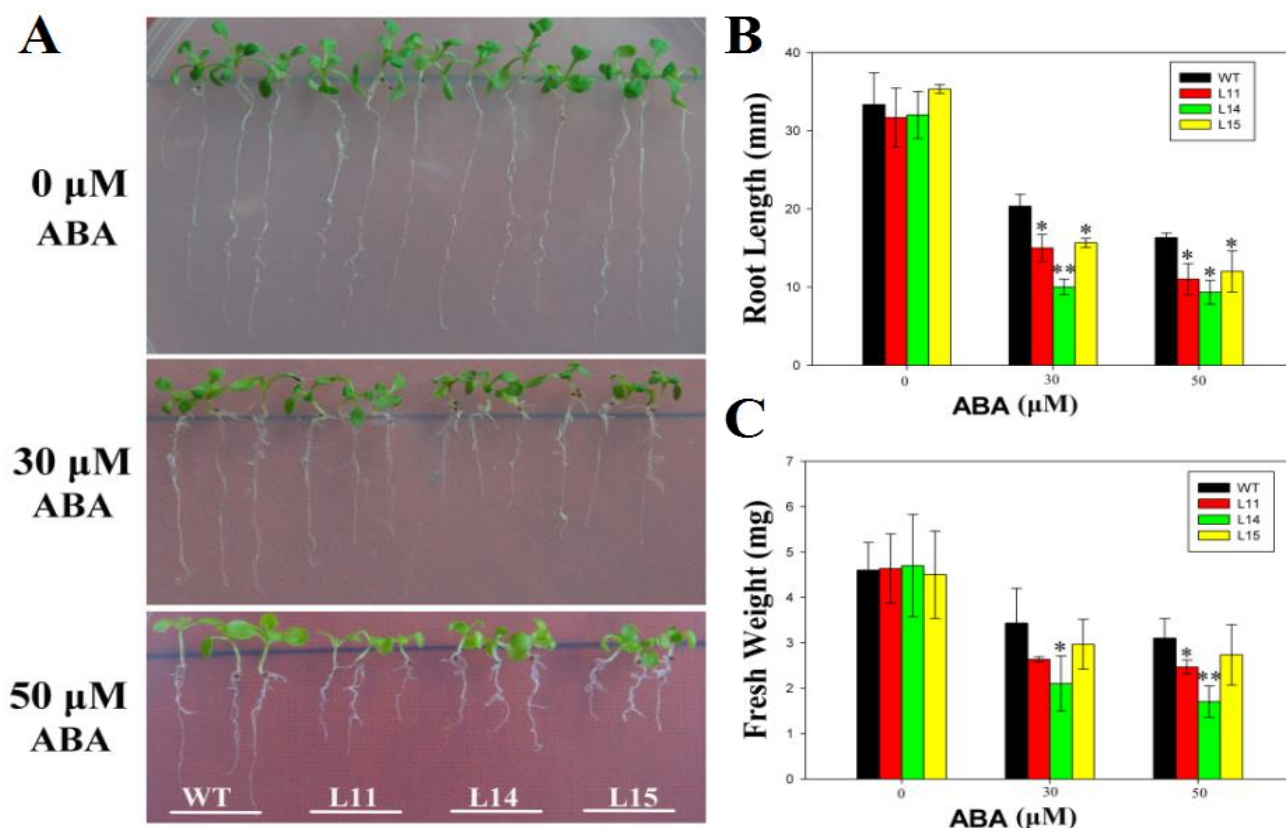 A
0 μM
ABA
30 μM
ABA
50 μM
ABA
WT
L11
L14
L15
B
Root Length (mm)
40
30
20
10
0
WT
L11
L14
L15
*
**
*
*
*
*
0
30
50
ABA (μM)
C
Fresh Weight (mg)
7
6
5
4
3
2
1
0
WT
L11
L14
L15
*
*
**
0
30
50
ABA (μM)